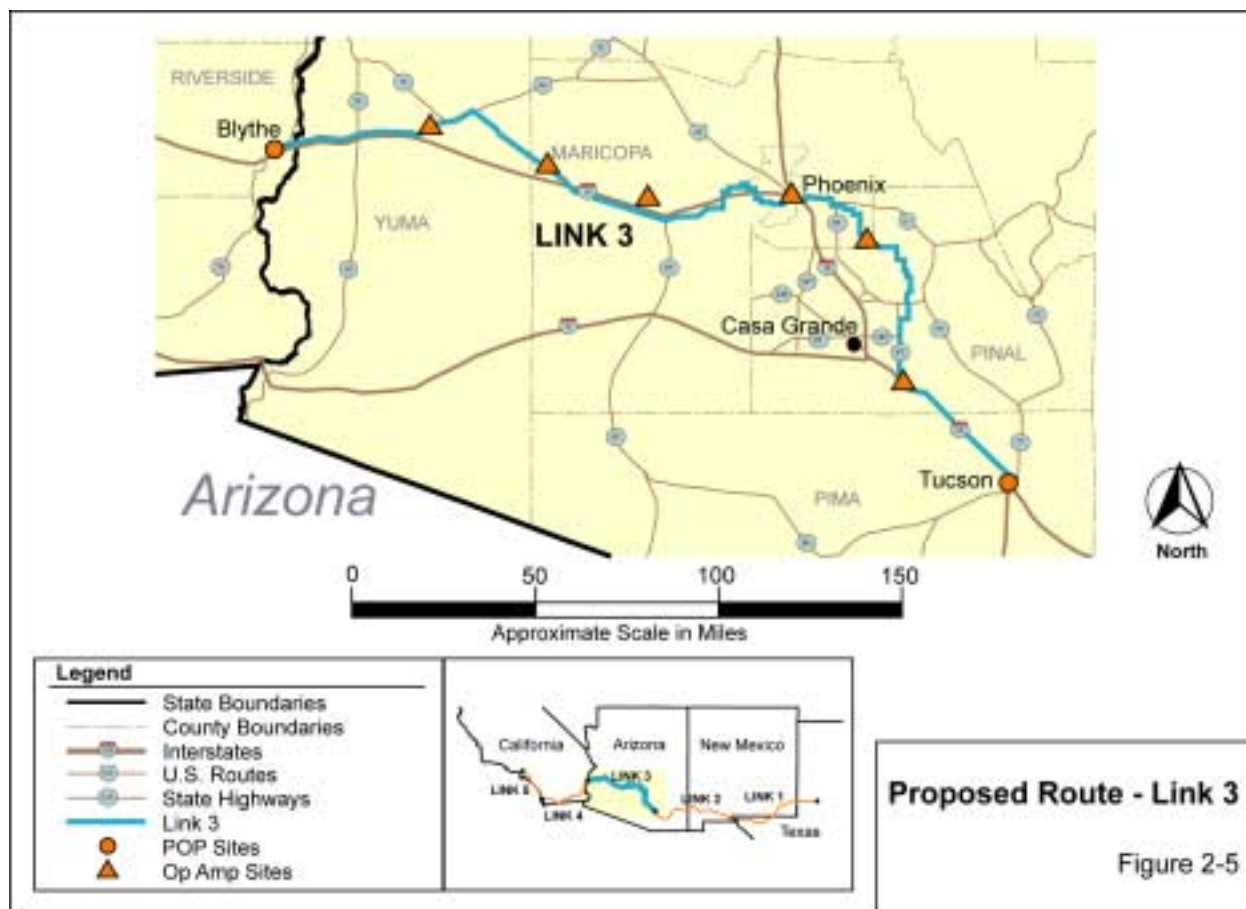 RIVERSIDE
Blythe
MARICOPA
Phoenix
YUMA
LINK 3
Casa Grande
PINAL
Arizona
Tucson
PIMA
North
0 50 100 150
Approximate Scale in Miles
Legend
State Boundaries
County Boundaries
Interstates
U.S. Routes
State Highways
Link 3
POP Sites
Op Amp Sites
California Arizona New Mexico
LINK 3
LINK 5
LINK 4
LINK 2
LINK 1
Texas
Proposed Route - Link 3
Figure 2-5